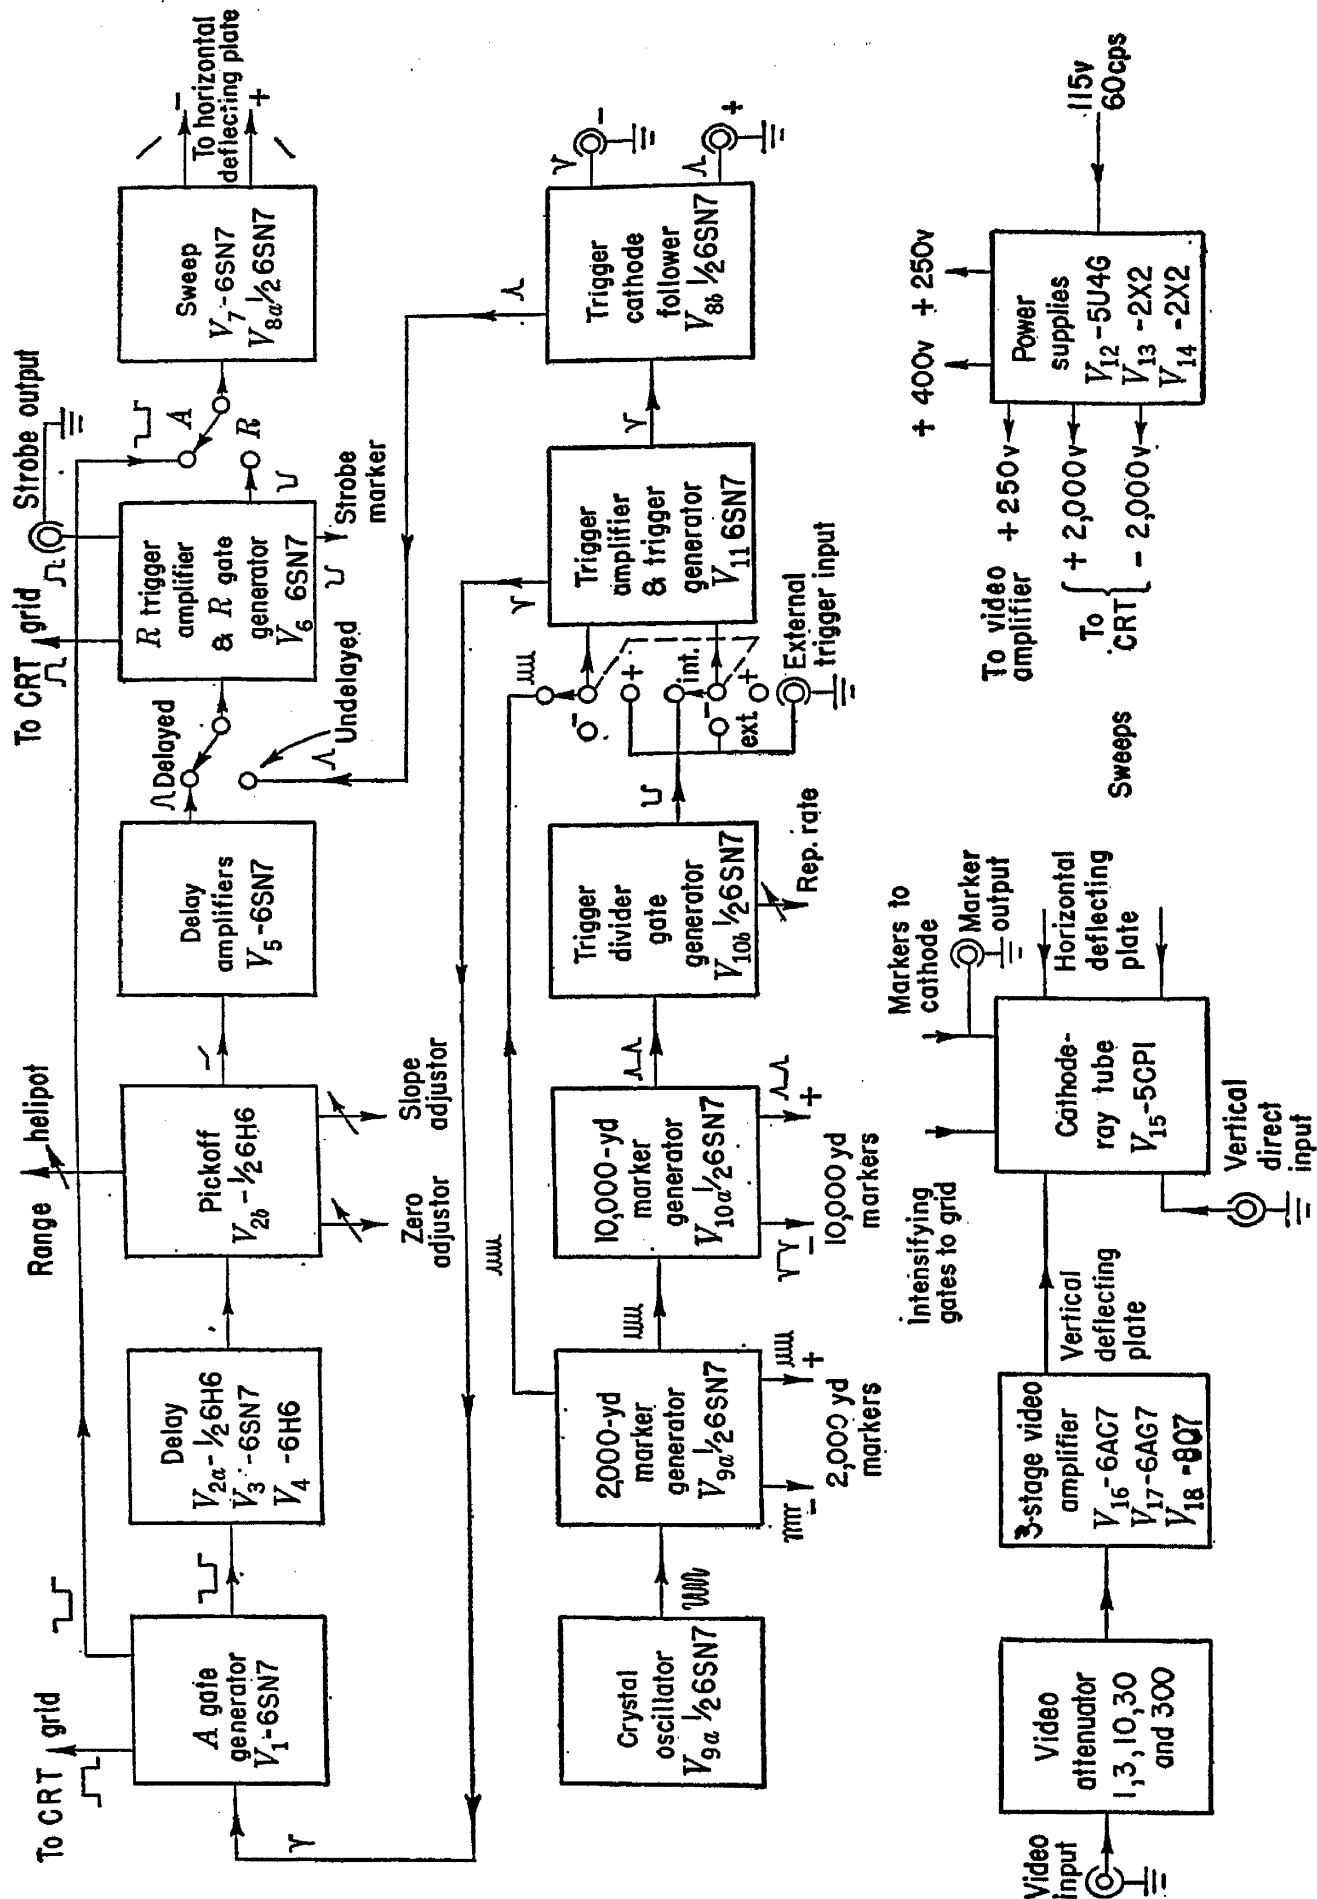 To CRT grid
A gate
generator
V1-6SN7
Delay
V2a-1/2 6H6
V3-6SN7
V4-6H6
Range helipot
Pickoff
V2b-1/2 6H6
Zero
adjustor
Slope
adjustor
Delay
amplifiers
V5-6SN7
Delayed
Undelayed
To CRT grid
Strobe output
R trigger
amplifier
& R gate
generator
V6 6SN7
Strobe
marker
A
R
Sweep
V7-6SN7
V8a 1/2 6SN7
-
To horizontal
deflecting plate
+
Crystal
oscillator
V9a 1/2 6SN7
2,000-yd
marker
generator
V9a 1/2 6SN7
- +
2,000 yd
markers
10,000-yd
marker
generator
V10a 1/2 6SN7
- +
10,000 yd
markers
Trigger
divider
gate
generator
V10b 1/2 6SN7
Rep. rate
-
+
int.
-
+
ext.
External
trigger input
Trigger
amplifier
& trigger
generator
V11 6SN7
Trigger
cathode
follower
V8b 1/2 6SN7
-
+
Video
input
Video
attenuator
1,3,10,30
and 300
3-stage video
amplifier
V16-6AC7
V17-6AG7
V18-807
Vertical
deflecting
plate
Intensifying
gates to grid
Markers to
cathode
Marker
output
Cathode-
ray tube
V15-5CP1
Horizontal
deflecting
plate
Vertical
direct
input
Sweeps
To video
amplifier
+250v
To
CRT
+2,000v
-2,000v
+400v +250v
Power
supplies
V12-5U4G
V13-2X2
V14-2X2
115v
60cps